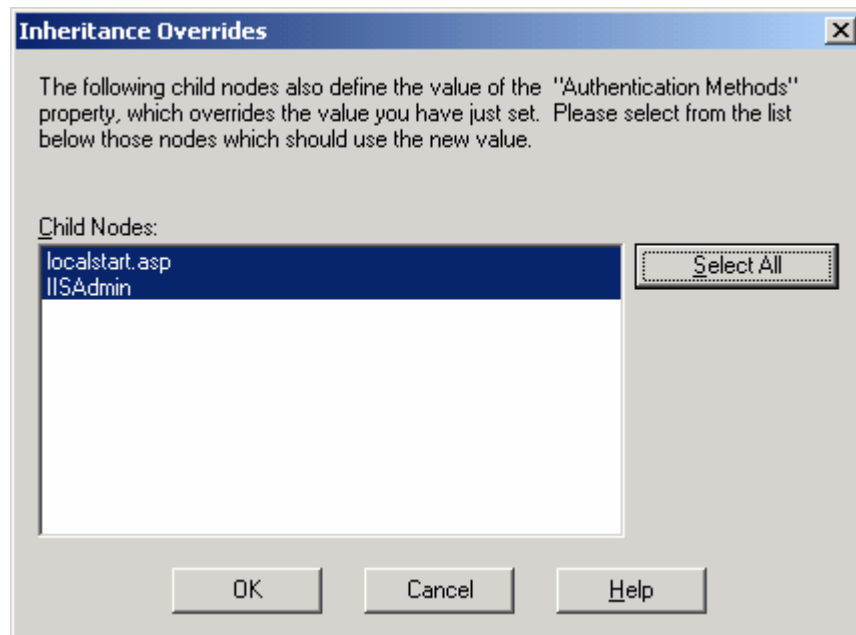 Inheritance Overrides
The following child nodes also define the value of the  "Authentication Methods"
property, which overrides the value you have just set.  Please select from the list
below those nodes which should use the new value.
Child Nodes:
localstart.asp
IISAdmin
Select All
OK
Cancel
Help